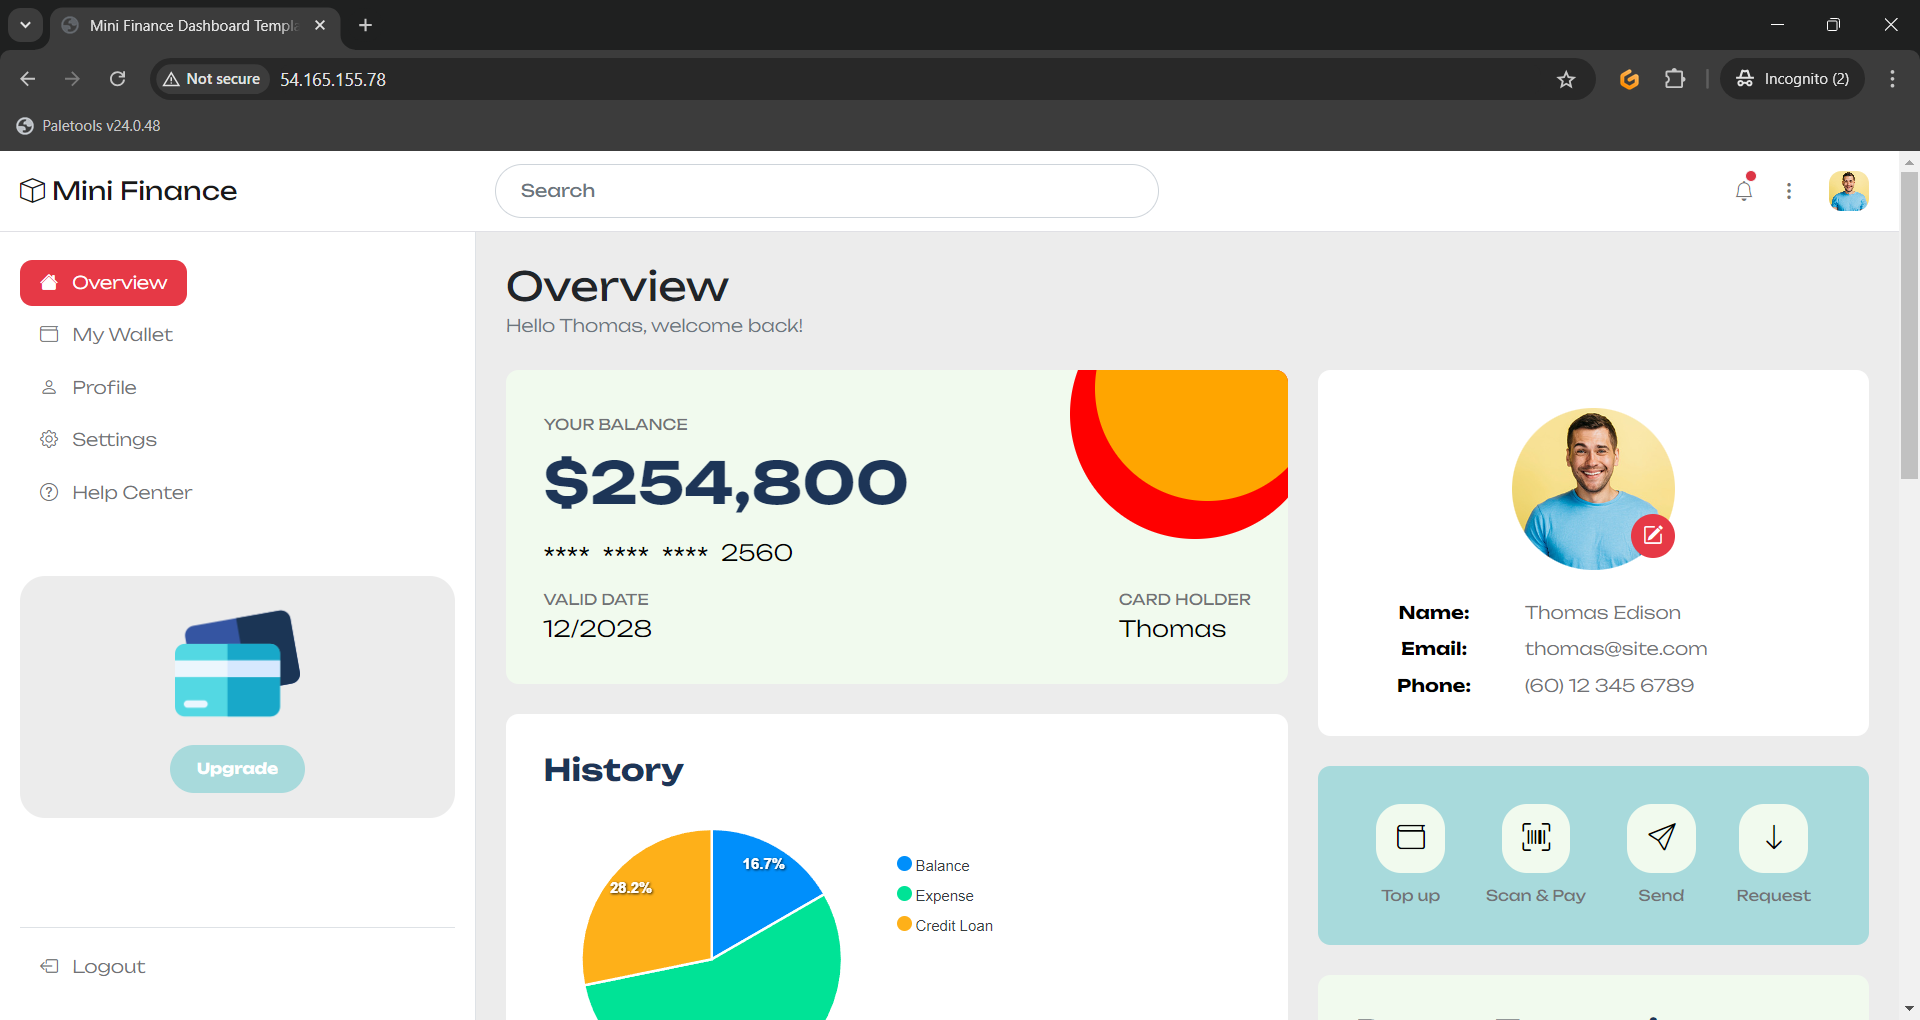 Mini Finance Dashboard Templa
Not secure
54.165.155.78
Incognito (2)
Paletools v24.0.48
Mini Finance
Search
Overview
My Wallet
Profile
Settings
Help Center
Upgrade
Logout
Overview
Hello Thomas, welcome back!
YOUR BALANCE
$254,800
**** **** **** 2560
VALID DATE
12/2028
CARD HOLDER
Thomas
History
16.7%
28.2%
Balance
Expense
Credit Loan
Name: Thomas Edison
Email: thomas@site.com
Phone: (60) 12 345 6789
Top up
Scan & Pay
Send
Request